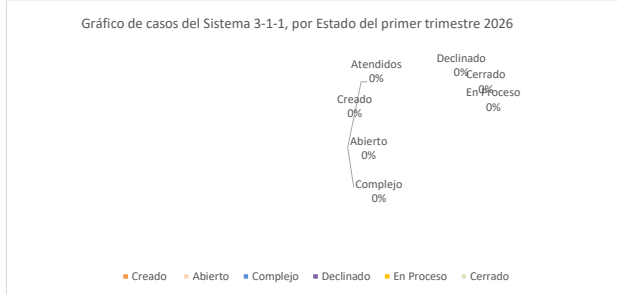 Gráfico de casos del Sistema 3-1-1, por Estado del primer trimestre 2026
Atendidos
0%
Declinado
0%
Cerrado
0%
En Proceso
0%
Creado
0%
Abierto
0%
Complejo
0%
Creado Abierto Complejo Declinado En Proceso Cerrado